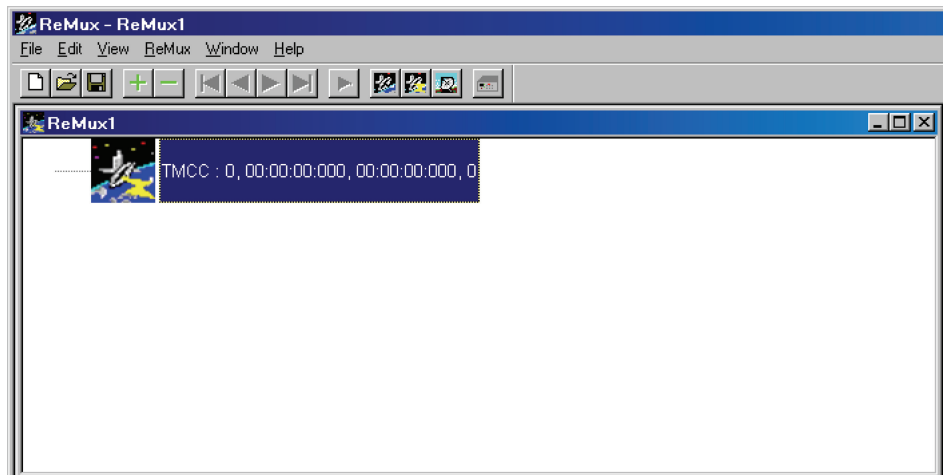 ReMux - ReMux1
File Edit View ReMux Window Help
ReMux1
TMCC : 0, 00:00:00:000, 00:00:00:000, 0